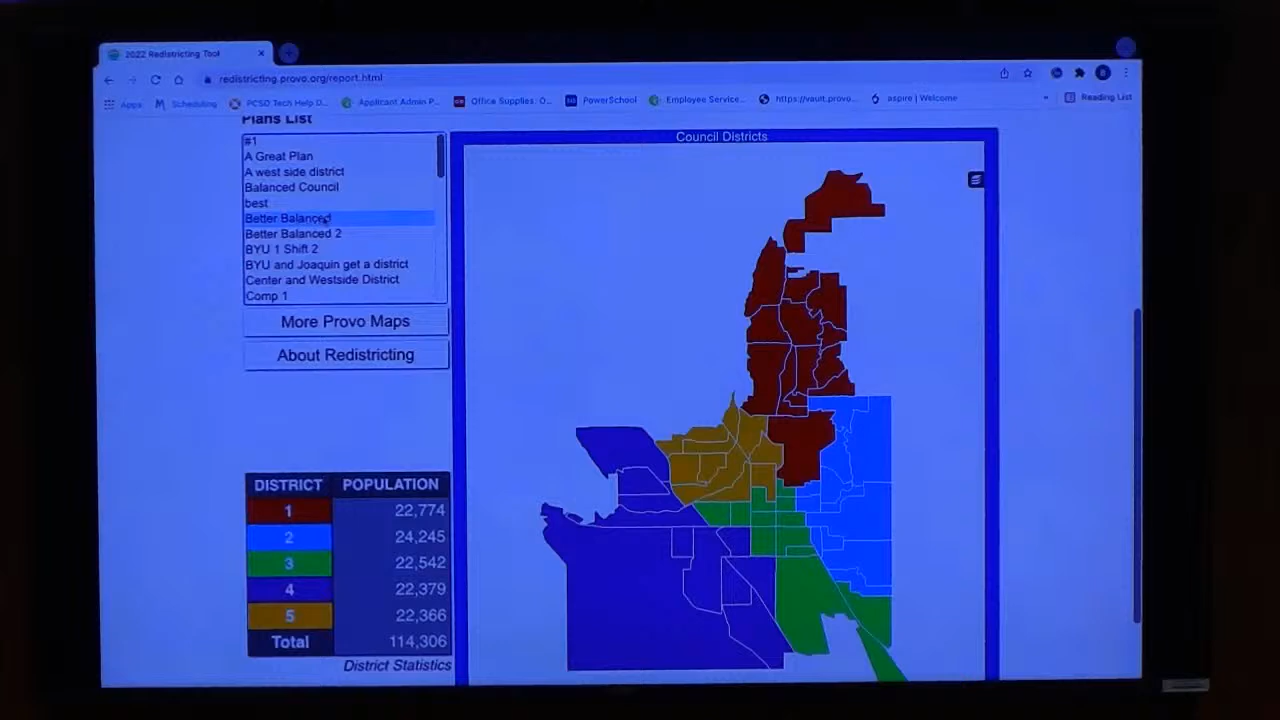 2022 Redistricting Tool
redistricting.provo.org/report.html
Apps
Scheduling
PCSD Tech Help D...
Applicant Admin P...
Office Supplies: O...
PowerSchool
Employee Service...
https://vault.provo...
aspire | Welcome
Reading List
Plans List
#1
A Great Plan
A west side district
Balanced Council
best
Better Balanced
Better Balanced 2
BYU 1 Shift 2
BYU and Joaquin get a district
Center and Westside District
Comp 1
More Provo Maps
About Redistricting
Council Districts
DISTRICT POPULATION
1 22,774
2 24,245
3 22,542
4 22,379
5 22,366
Total 114,306
District Statistics